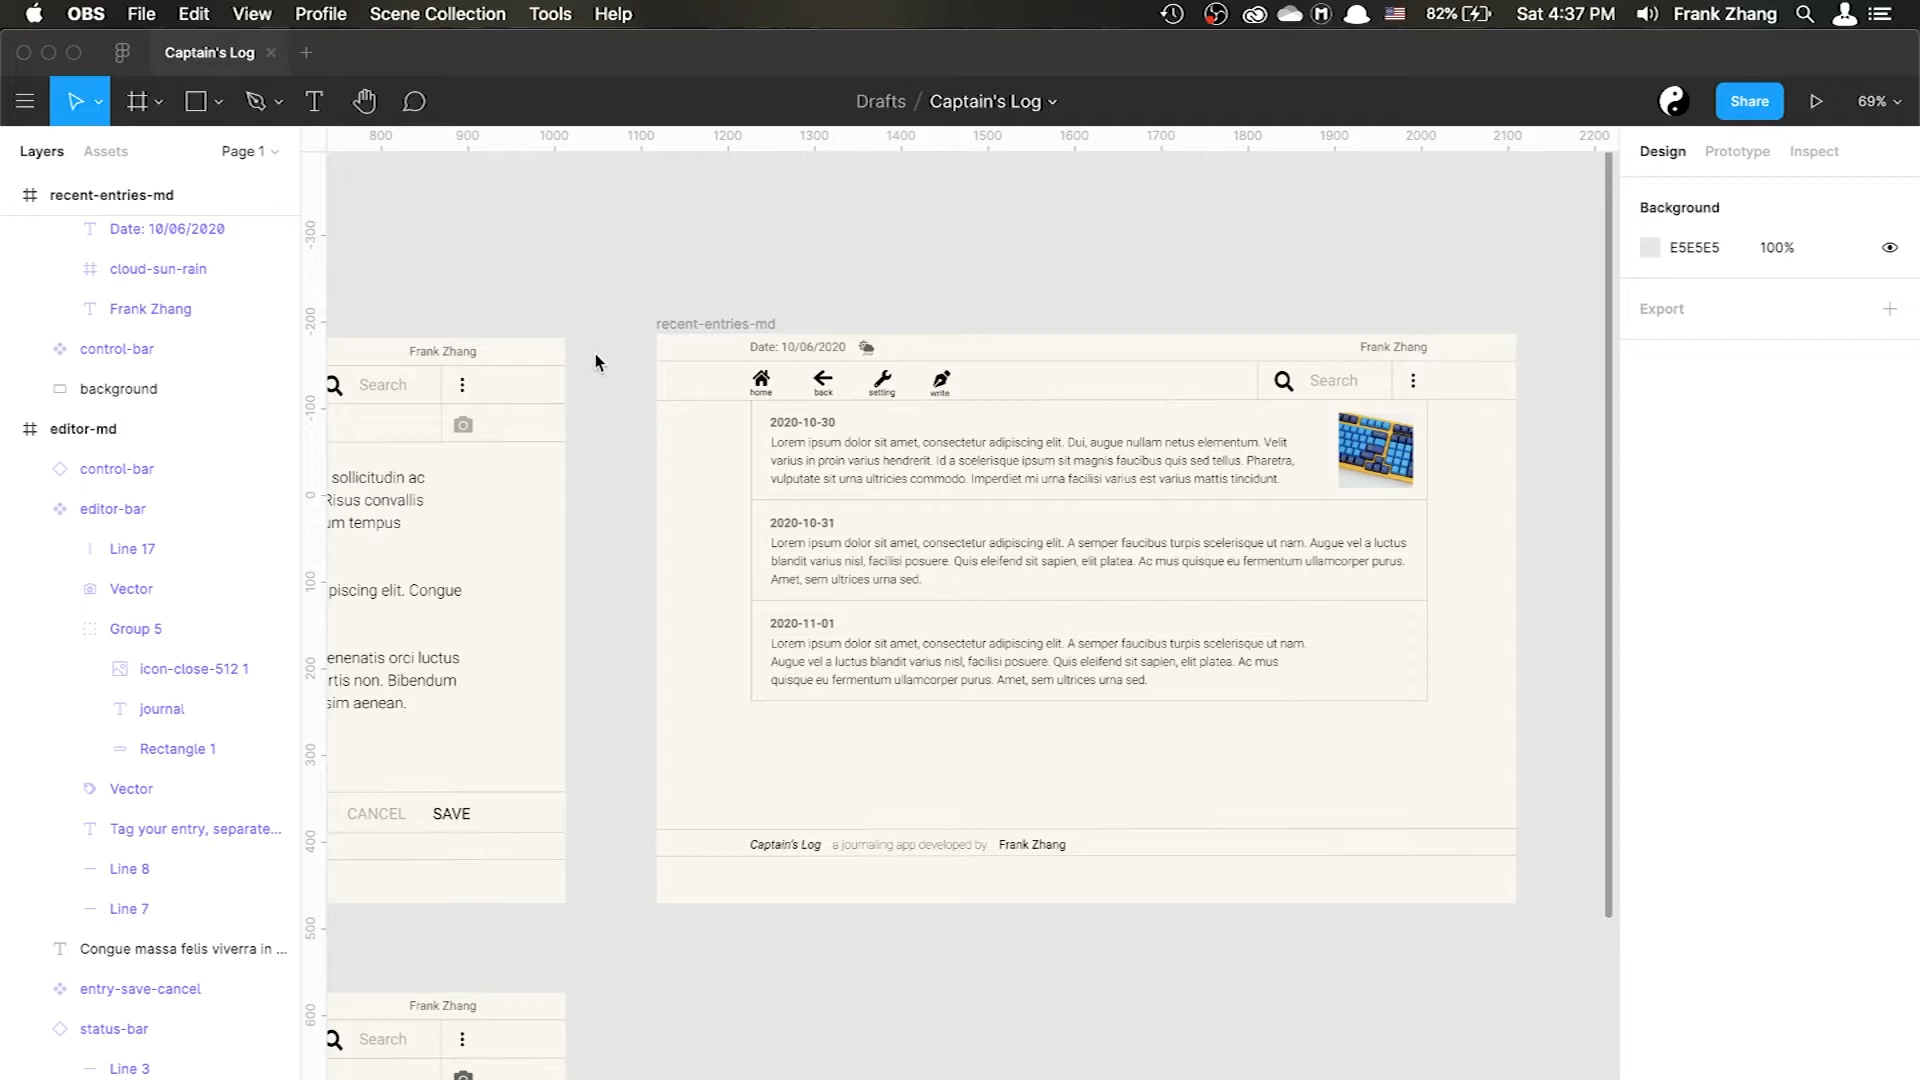 OBS File Edit View Profile Scene Collection Tools Help 82% Sat 4:37 PM Frank Zhang
Captain's Log
Drafts / Captain's Log Share 69%
Layers Assets Page 1
800 900 1000 1100 1200 1300 1400 1500 1600 1700 1800 1900 2000 2100 2200
Design Prototype Inspect
recent-entries-md
Date: 10/06/2020
cloud-sun-rain
Frank Zhang
control-bar
background
editor-md
control-bar
editor-bar
Line 17
Vector
Group 5
icon-close-512 1
journal
Rectangle 1
Vector
Tag your entry, separate...
Line 8
Line 7
Congue massa felis viverra in ...
entry-save-cancel
status-bar
Line 3
-300
-200
-100
0
100
200
300
400
500
600
Frank Zhang
Search
sollicitudin ac
Risus convallis
um tempus
piscing elit. Congue
enenatis orci luctus
rtis non. Bibendum
sim aenean.
CANCEL SAVE
Frank Zhang
Search
recent-entries-md
Date: 10/06/2020 Frank Zhang
home back setting write Search
2020-10-30
Lorem ipsum dolor sit amet, consectetur adipiscing elit. Dui, augue nullam netus elementum. Velit
varius in proin varius hendrerit. Id a scelerisque ipsum sit magnis faucibus quis sed tellus. Pharetra,
vulputate sit urna ultricies commodo. Imperdiet mi urna facilisi varius est varius mattis tincidunt.
2020-10-31
Lorem ipsum dolor sit amet, consectetur adipiscing elit. A semper faucibus turpis scelerisque ut nam. Augue vel a luctus
blandit varius nisl, facilisi posuere. Quis eleifend sit sapien, elit platea. Ac mus quisque eu fermentum ullamcorper purus.
Amet, sem ultrices urna sed.
2020-11-01
Lorem ipsum dolor sit amet, consectetur adipiscing elit. A semper faucibus turpis scelerisque ut nam.
Augue vel a luctus blandit varius nisl, facilisi posuere. Quis eleifend sit sapien, elit platea. Ac mus
quisque eu fermentum ullamcorper purus. Amet, sem ultrices urna sed.
Captain's Log a journaling app developed by Frank Zhang
Background
E5E5E5 100%
Export